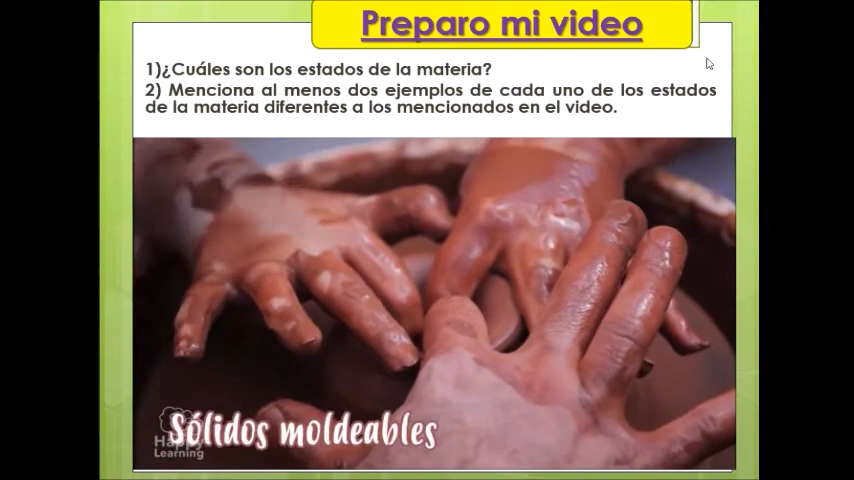 Preparo mi video
1)¿Cuáles son los estados de la materia?
2) Menciona al menos dos ejemplos de cada uno de los estados
de la materia diferentes a los mencionados en el video.
Sólidos moldeables
Happy
Learning